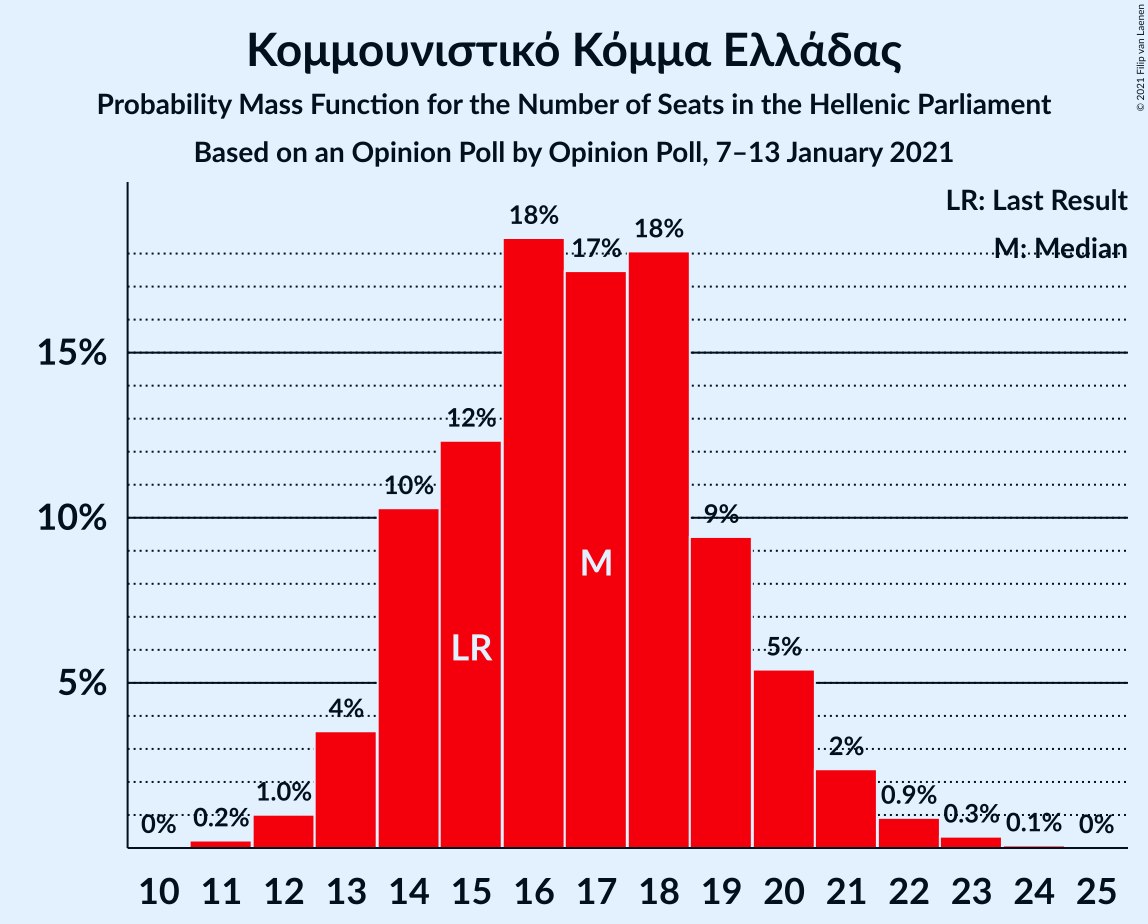 Κομμουνιστικό Κόμμα Ελλάδας
Probability Mass Function for the Number of Seats in the Hellenic Parliament
Based on an Opinion Poll by Opinion Poll, 7–13 January 2021
© 2021 Filip van Laenen
LR: Last Result
M: Median
15%
10%
5%
0%
0.2%
1.0%
4%
10%
12%
18%
17%
18%
9%
5%
2%
0.9%
0.3%
0.1%
0%
LR
M
10 11 12 13 14 15 16 17 18 19 20 21 22 23 24 25